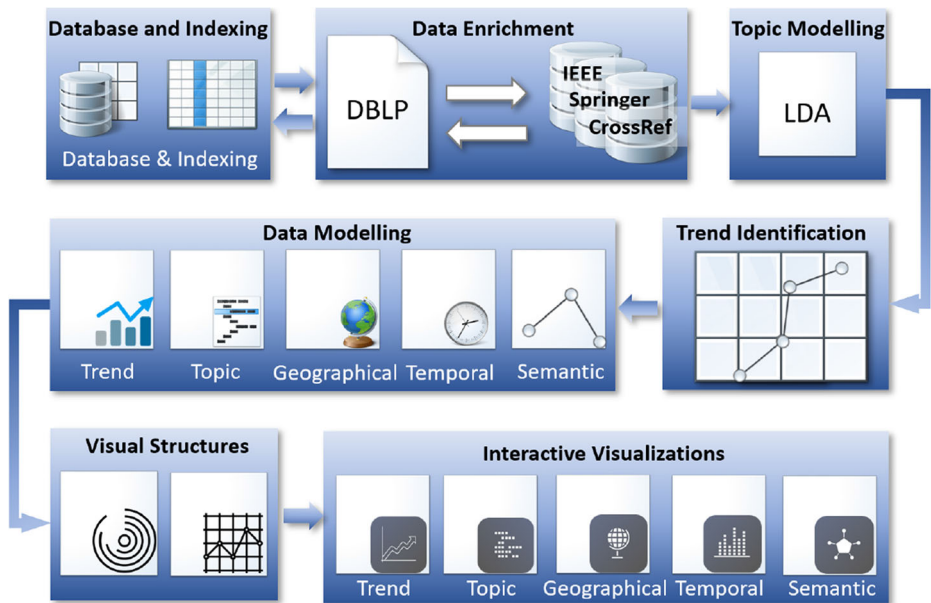 Database and Indexing
Database & Indexing
Data Enrichment
DBLP
IEEE
Springer
CrossRef
Topic Modelling
LDA
Data Modelling
Trend
Topic
Geographical
Temporal
Semantic
Trend Identification
Visual Structures
Interactive Visualizations
Trend
Topic
Geographical
Temporal
Semantic